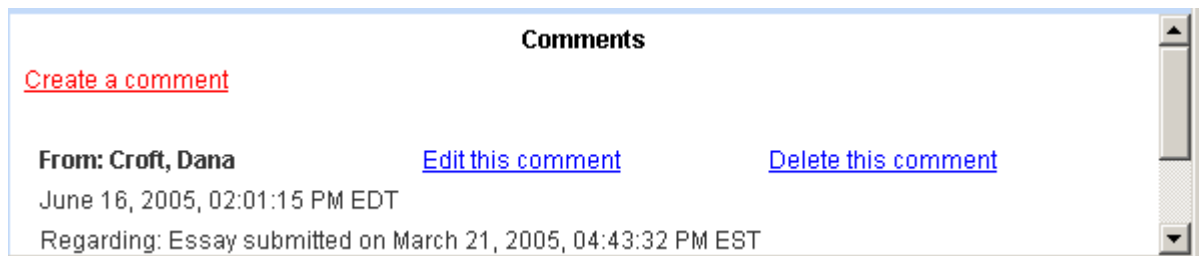 Comments
Create a comment
From: Croft, Dana Edit this comment Delete this comment
June 16, 2005, 02:01:15 PM EDT
Regarding: Essay submitted on March 21, 2005, 04:43:32 PM EST